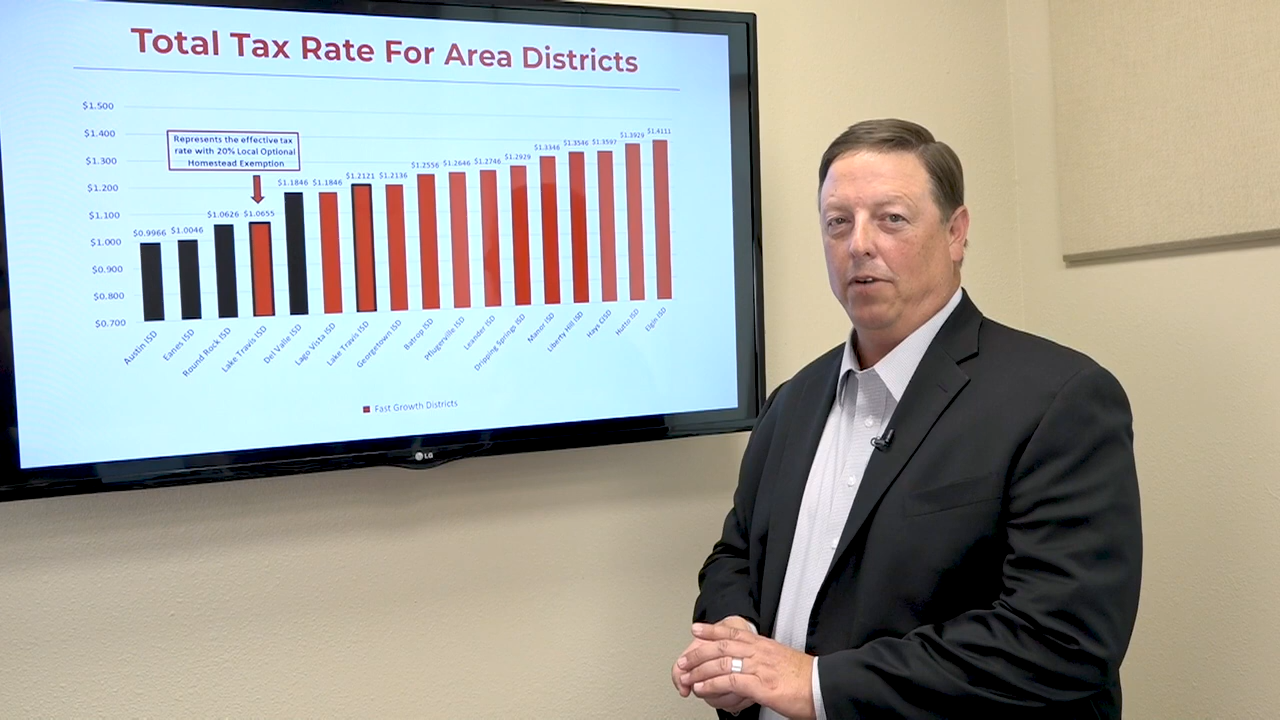 Total Tax Rate For Area Districts
$1.500
$1.400
$1.300
$1.200
$1.100
$1.000
$0.900
$0.800
$0.700
Represents the effective tax
rate with 20% Local Optional
Homestead Exemption
$0.9966
$1.0046
$1.0626
$1.0655
$1.1846
$1.1846
$1.2121
$1.2136
$1.2556
$1.2646
$1.2746
$1.2929
$1.3346
$1.3546
$1.3597
$1.3929
$1.4111
Austin ISD
Eanes ISD
Round Rock ISD
Lake Travis ISD
Del Valle ISD
Lago Vista ISD
Lake Travis ISD
Georgetown ISD
Batrop ISD
Pflugerville ISD
Leander ISD
Dripping Springs ISD
Manor ISD
Liberty Hill ISD
Hays CISD
Hutto ISD
Elgin ISD
Fast Growth Districts
LG